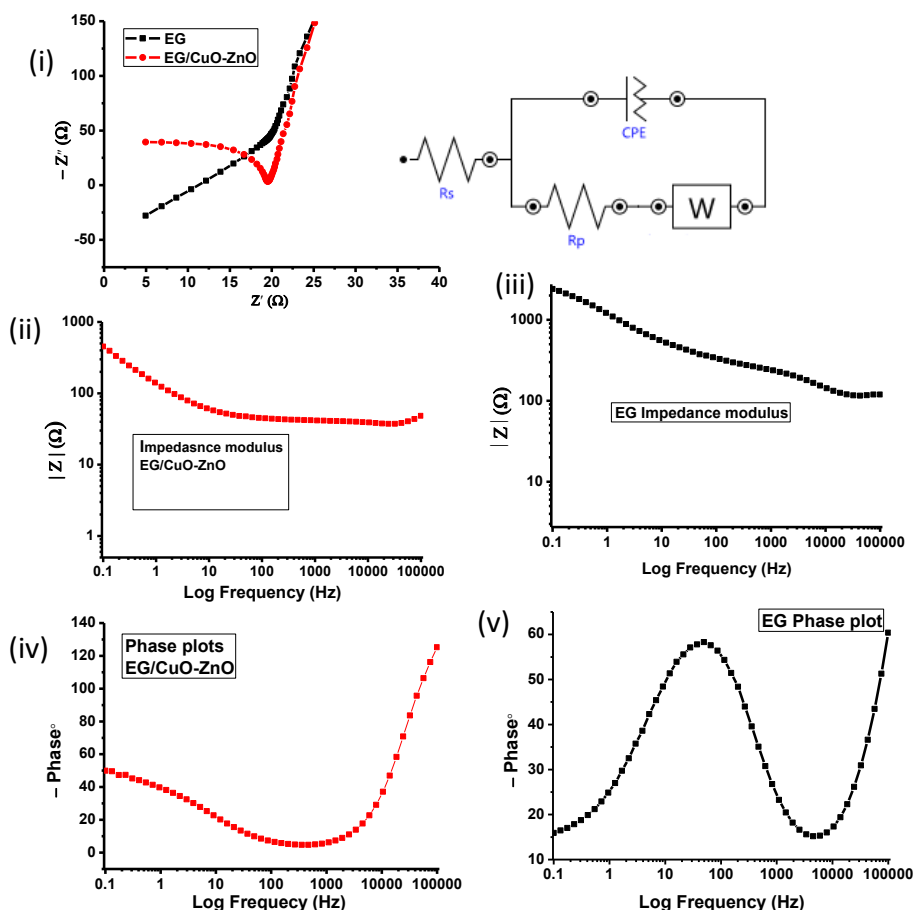 (i)
150
100
50
0
-50
− Z″ (Ω)
EG
EG/CuO-ZnO
0 5 10 15 20 25 30 35 40
Z′ (Ω)
Rs
CPE
Rp
W
(ii)
1000
100
10
1
| Z | (Ω)
Impedasnce modulus
EG/CuO-ZnO
0.1 1 10 100 1000 10000 100000
Log Frequency (Hz)
(iii)
1000
100
10
| Z | (Ω)
EG Impedance modulus
0.1 1 10 100 1000 10000 100000
Log Frequency (Hz)
(iv)
140
120
100
80
60
40
20
0
− Phase°
Phase plots
EG/CuO-ZnO
0.1 1 10 100 1000 10000 100000
Log Frequency (Hz)
(v)
60
50
40
30
20
10
− Phase°
EG Phase plot
0.1 1 10 100 1000 10000 100000
Log Frequency (Hz)